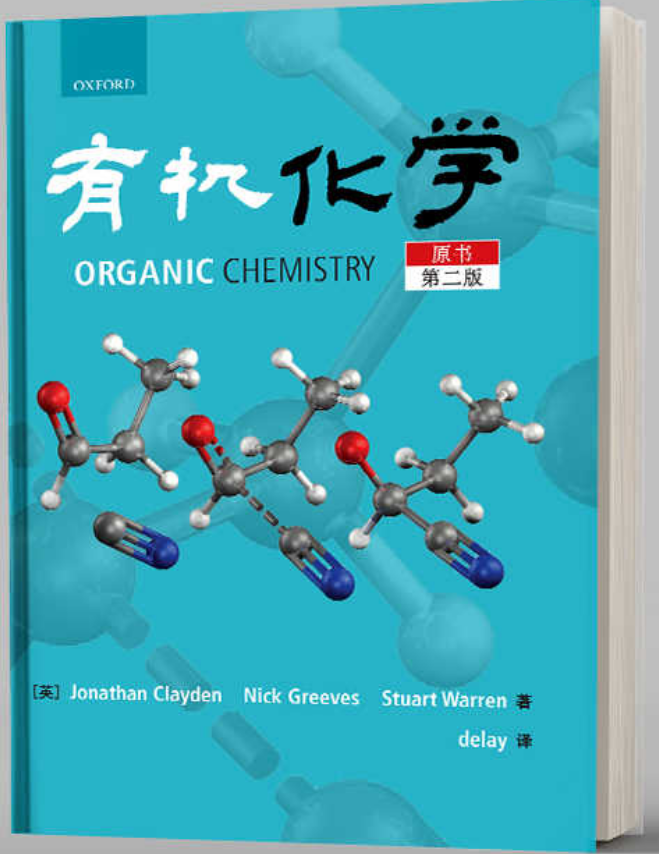 OXFORD
有机化学
ORGANIC CHEMISTRY
原书
第二版
[英] Jonathan Clayden Nick Greeves Stuart Warren 著
delay 译